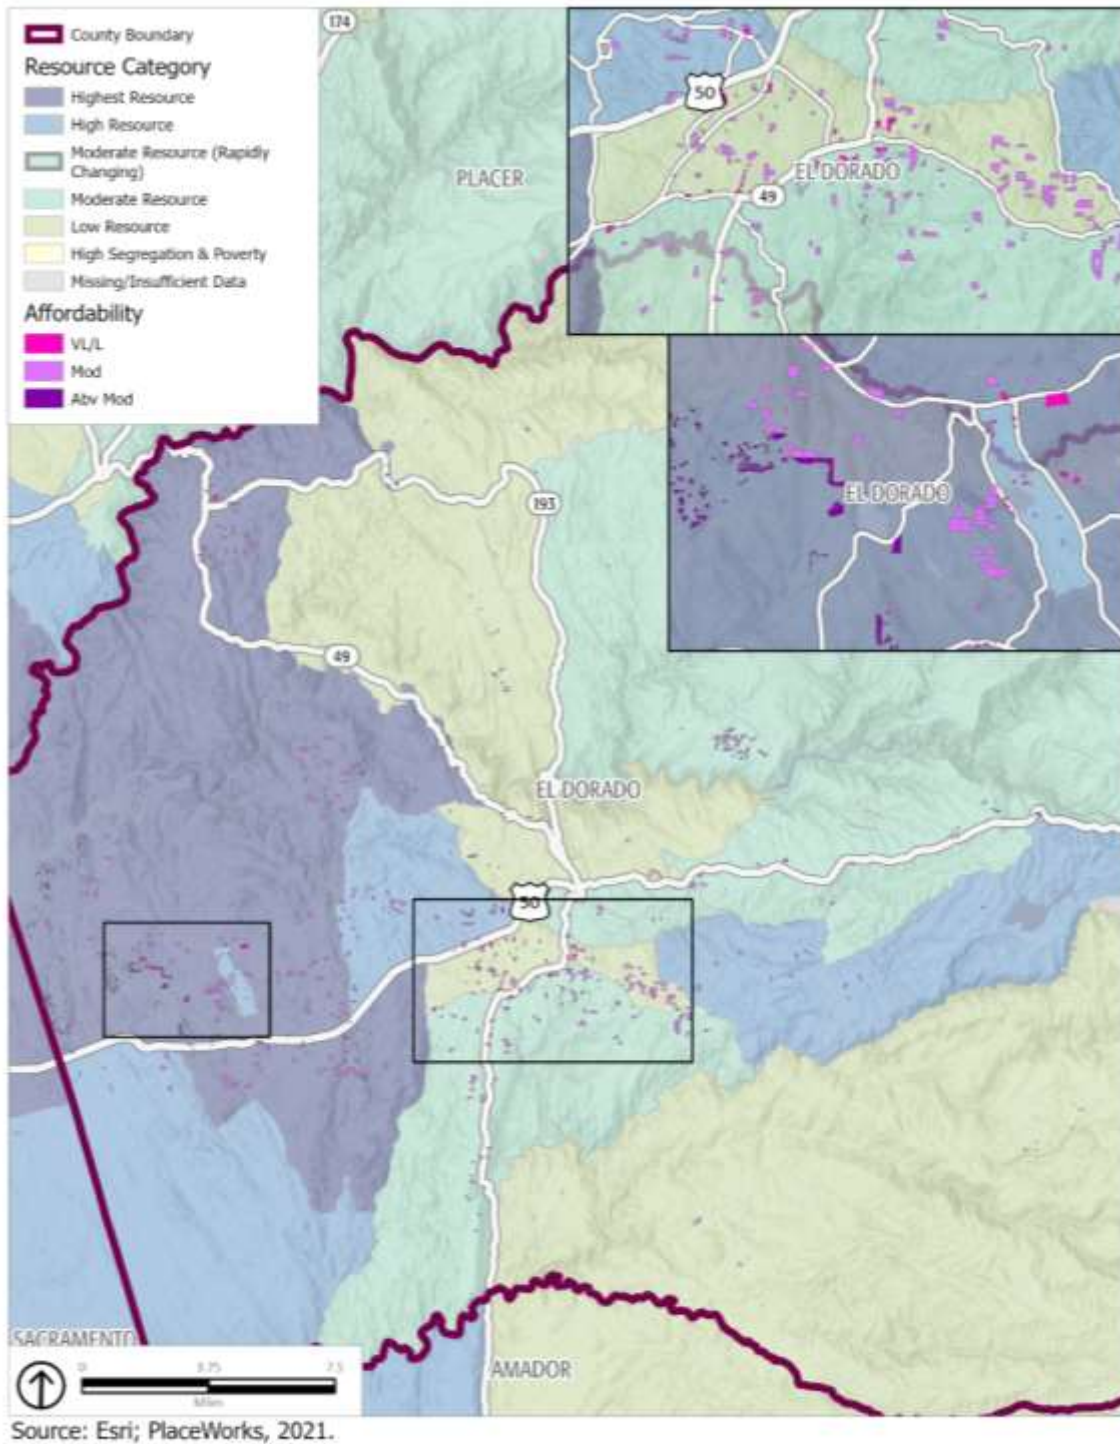 County Boundary
Resource Category
Highest Resource
High Resource
Moderate Resource (Rapidly
Changing)
Moderate Resource
Low Resource
High Segregation & Poverty
Missing/Insufficient Data
Affordability
VL/L
Mod
Abv Mod
174
PLACER
50
EL DORADO
49
EL DORADO
193
49
EL DORADO
50
SACRAMENTO
AMADOR
0 3.75 7.5
Miles
Source: Esri; PlaceWorks, 2021.